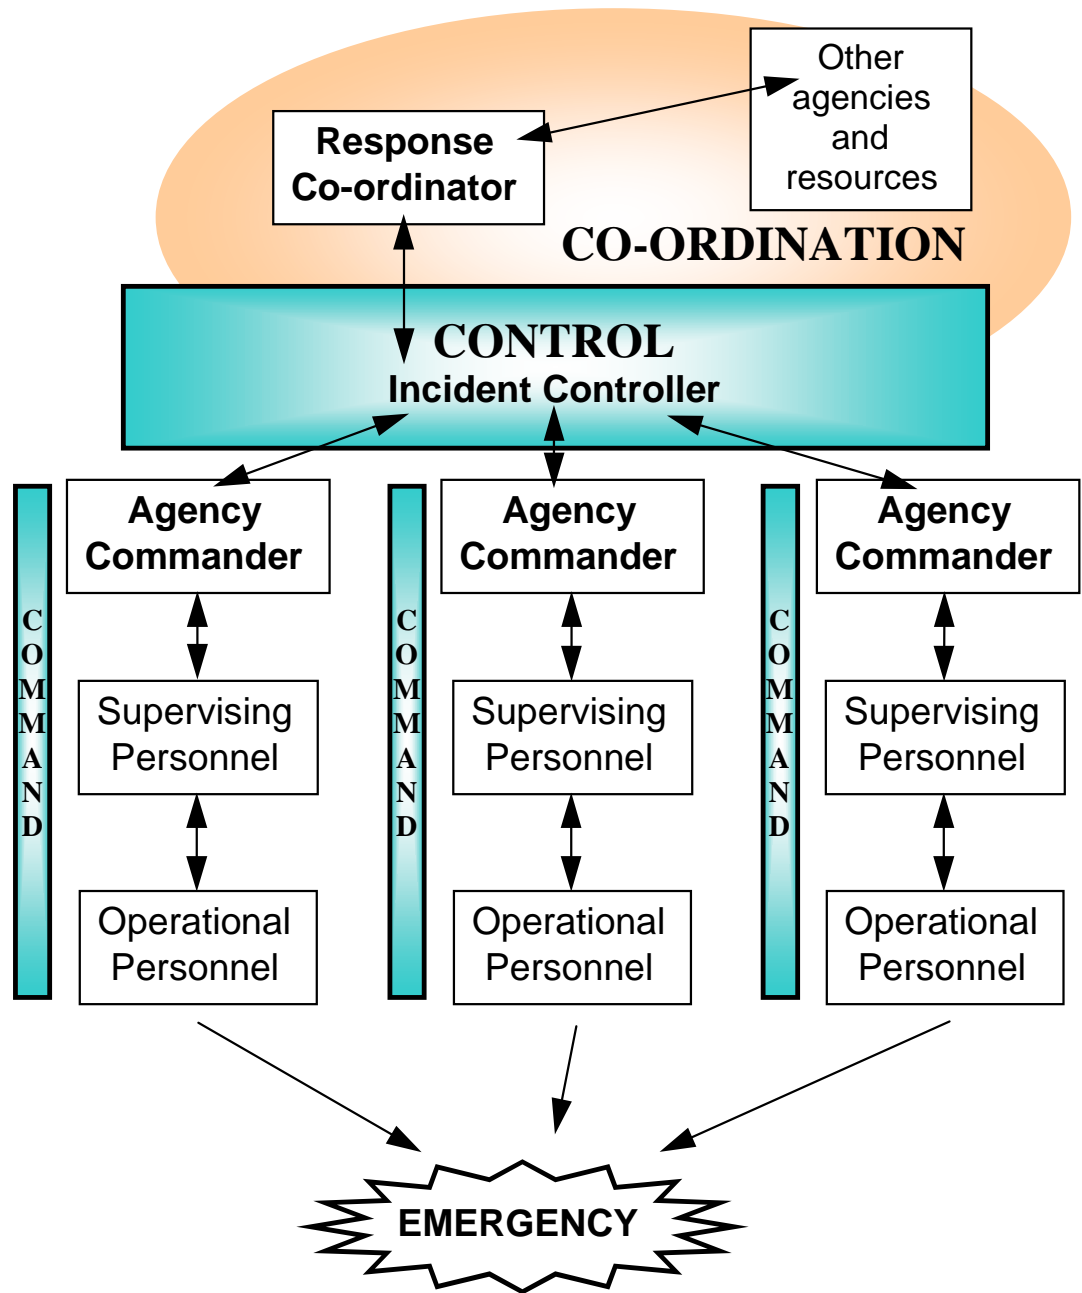 Other
agencies
and
resources
Response
Co-ordinator
CO-ORDINATION
CONTROL
Incident Controller
Agency
Commander
Agency
Commander
Agency
Commander
COMMAND
COMMAND
COMMAND
Supervising
Personnel
Supervising
Personnel
Supervising
Personnel
Operational
Personnel
Operational
Personnel
Operational
Personnel
EMERGENCY